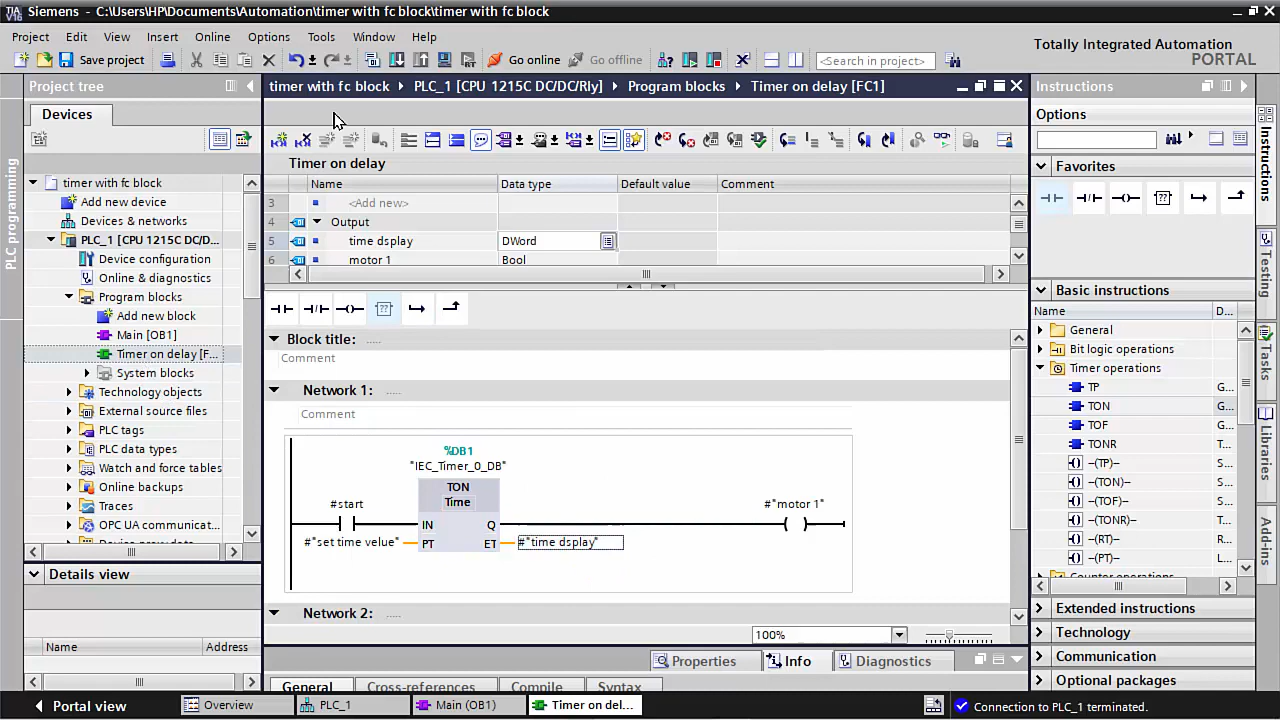 TIA V16
Siemens - C:\Users\HP\Documents\Automation\timer with fc block\timer with fc block
Project Edit View Insert Online Options Tools Window Help
Totally Integrated Automation
PORTAL
Save project
Go online
Go offline
<Search in project>
Project tree
timer with fc block
PLC_1 [CPU 1215C DC/DC/Rly]
Program blocks
Timer on delay [FC1]
Instructions
Devices
Options
PLC programming
Timer on delay
Name Data type Default value Comment
3 <Add new>
4 Output
5 time dsplay DWord
6 motor 1 Bool
timer with fc block
Add new device
Devices & networks
PLC_1 [CPU 1215C DC/D...
Device configuration
Online & diagnostics
Program blocks
Add new block
Main [OB1]
Timer on delay [F...
System blocks
Technology objects
External source files
PLC tags
PLC data types
Watch and force tables
Online backups
Traces
OPC UA communicat...
Details view
Name Address
Block title: .....
Comment
Network 1: .....
Comment
%DB1
"IEC_Timer_0_DB"
TON
Time
#start
#"motor 1"
IN Q
#"set time velue" PT ET #"time dsplay"
Network 2: .....
100%
Properties Info Diagnostics
General Cross-references Compile Syntax
Favorites
??
??
Basic instructions
Name D...
General
Bit logic operations
Timer operations
TP G...
TON G...
TOF G...
TONR T...
-(TP)- S...
-(TON)- S...
-(TOF)- S...
-(TONR)- T...
-(RT)- R...
-(PT)- L...
Counter operations
Extended instructions
Technology
Communication
Optional packages
Instructions
Testing
Tasks
Libraries
Add-ins
Portal view
Overview
PLC_1
Main (OB1)
Timer on del...
Connection to PLC_1 terminated.